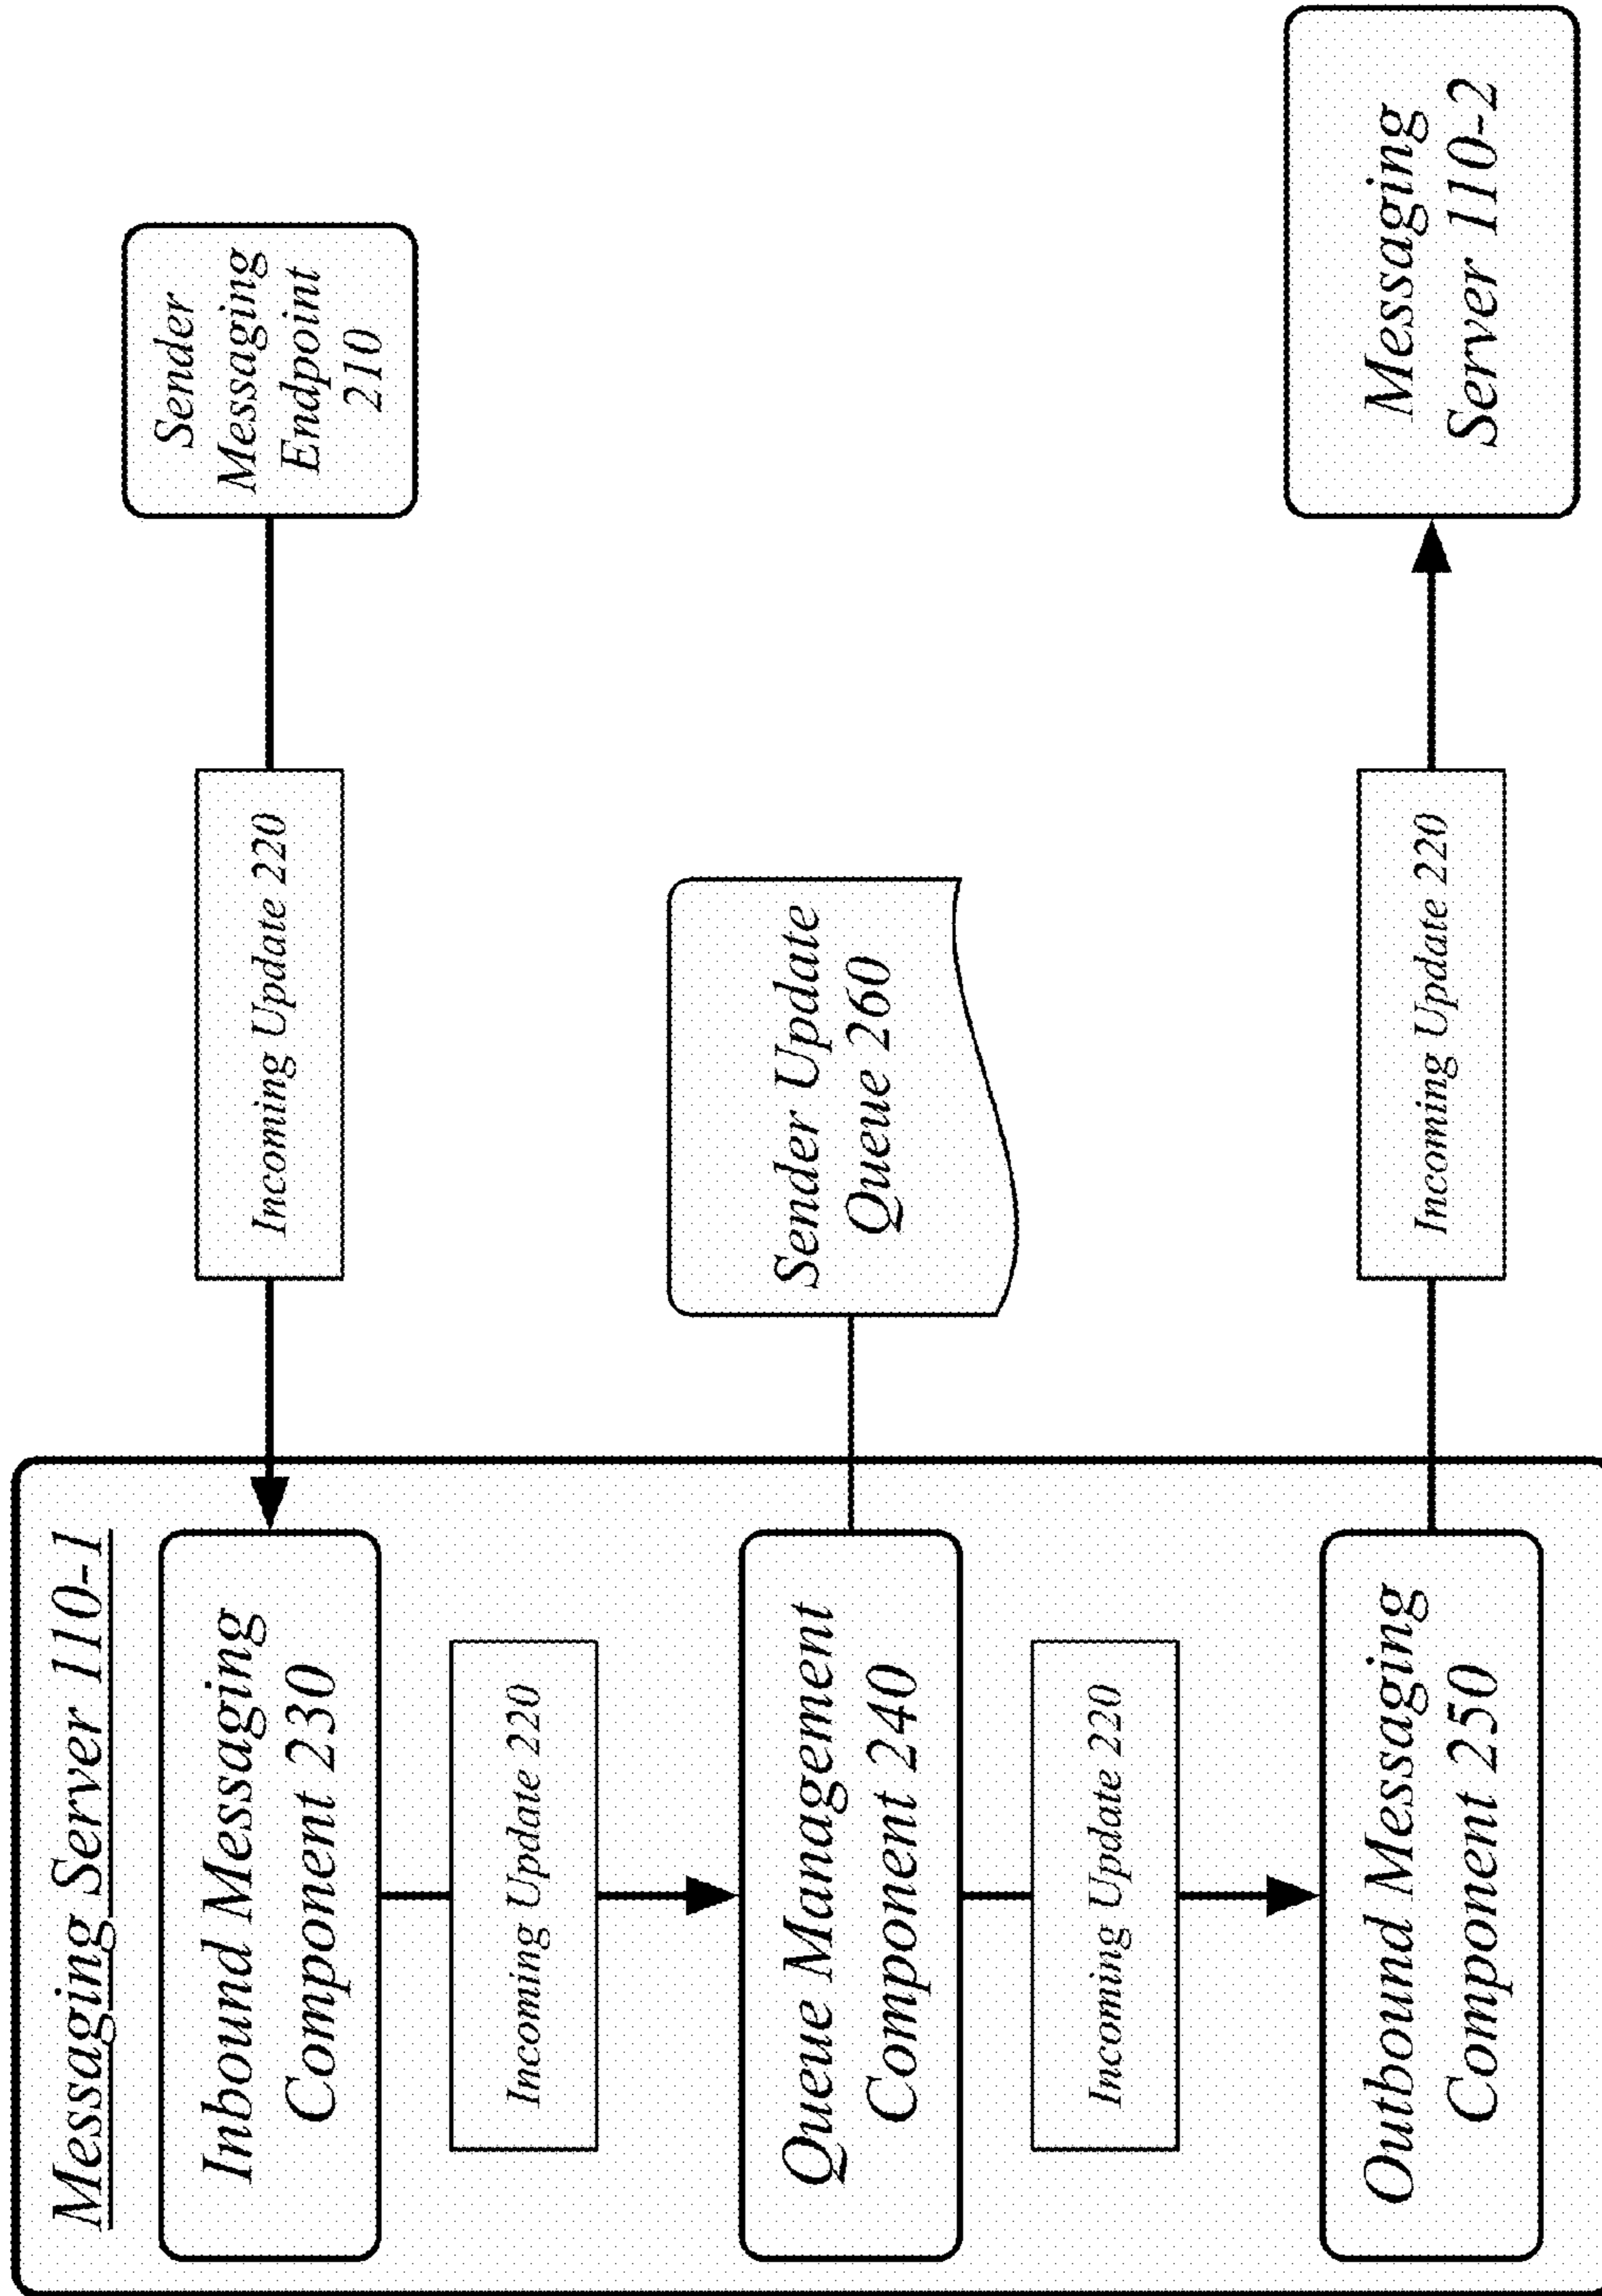 Messaging Server 110-1
Inbound Messaging
Component 230
Incoming Update 220
Sender
Messaging
Endpoint
210
Incoming Update 220
Queue Management
Component 240
Sender Update
Queue 260
Incoming Update 220
Outbound Messaging
Component 250
Incoming Update 220
Messaging
Server 110-2